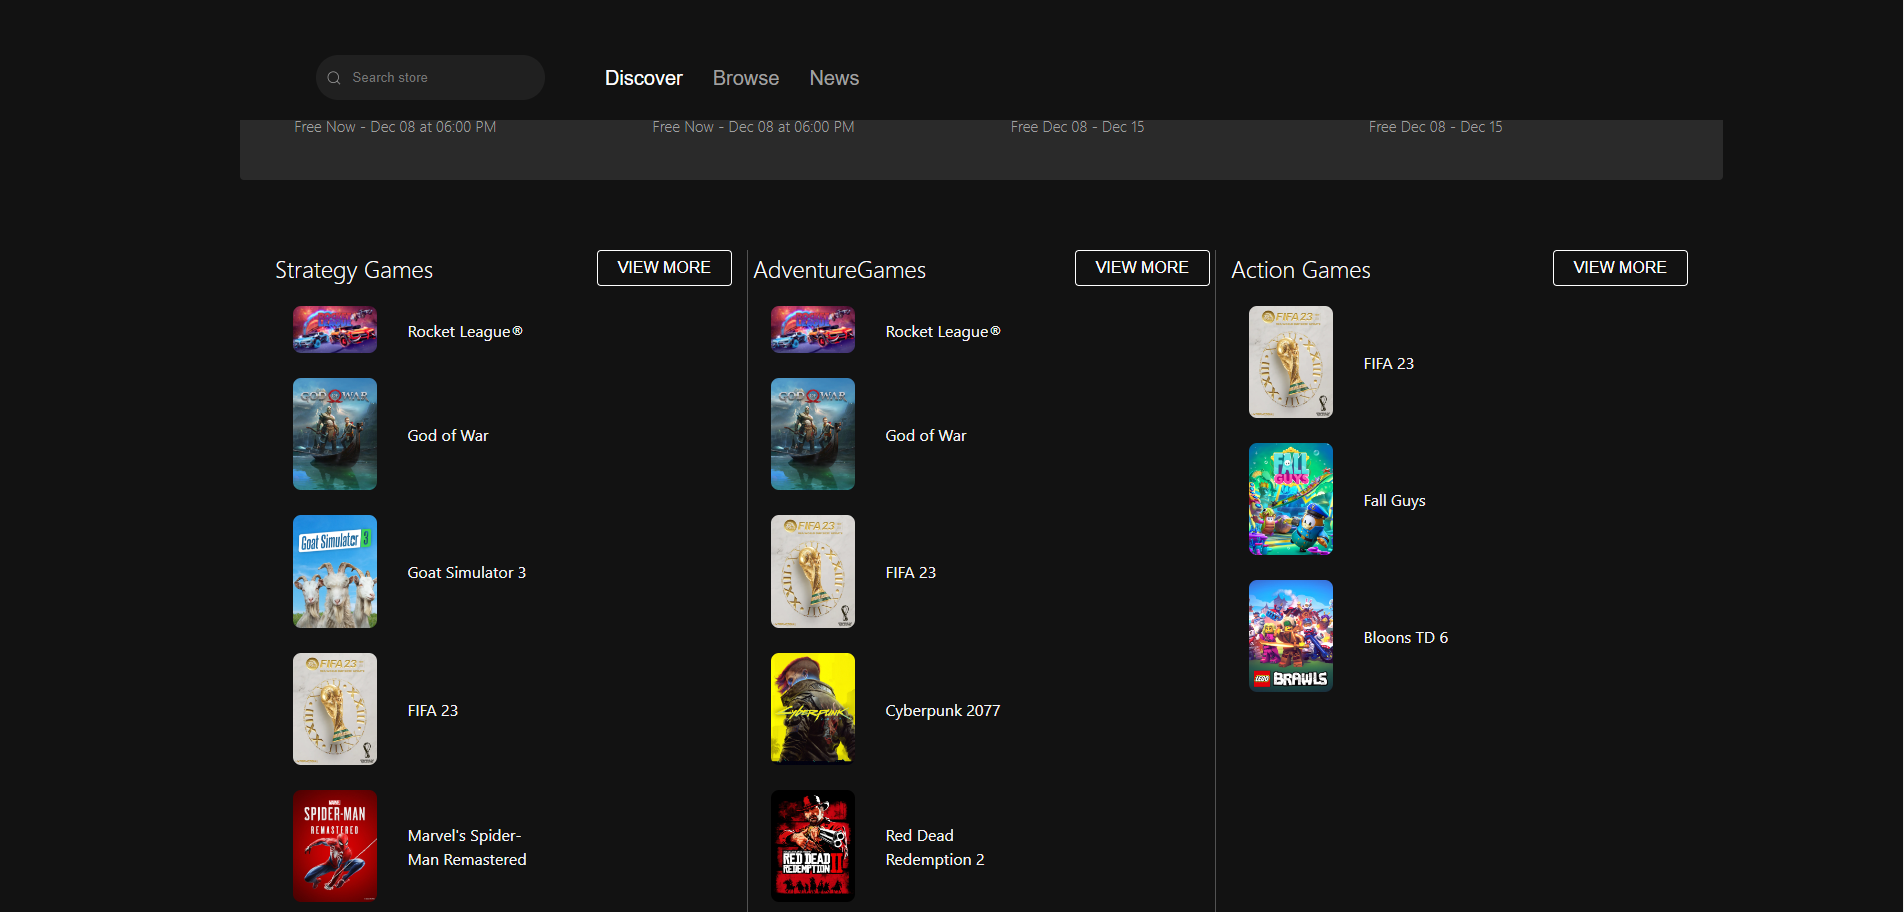 Search store
Discover
Browse
News
Free Now - Dec 08 at 06:00 PM
Free Now - Dec 08 at 06:00 PM
Free Dec 08 - Dec 15
Free Dec 08 - Dec 15
Strategy Games
VIEW MORE
Rocket League®
GOD OF WAR
God of War
Goat Simulator 3
Goat Simulator 3
FIFA 23
FIFA 23
MARVEL
SPIDER-MAN
REMASTERED
Marvel's Spider-
Man Remastered
AdventureGames
VIEW MORE
Rocket League®
GOD OF WAR
God of War
FIFA 23
FIFA 23
Cyberpunk
Cyberpunk 2077
RED DEAD
REDEMPTION II
Red Dead
Redemption 2
Action Games
VIEW MORE
FIFA 23
FIFA 23
FALL
GUYS
Fall Guys
LEGO BRAWLS
Bloons TD 6